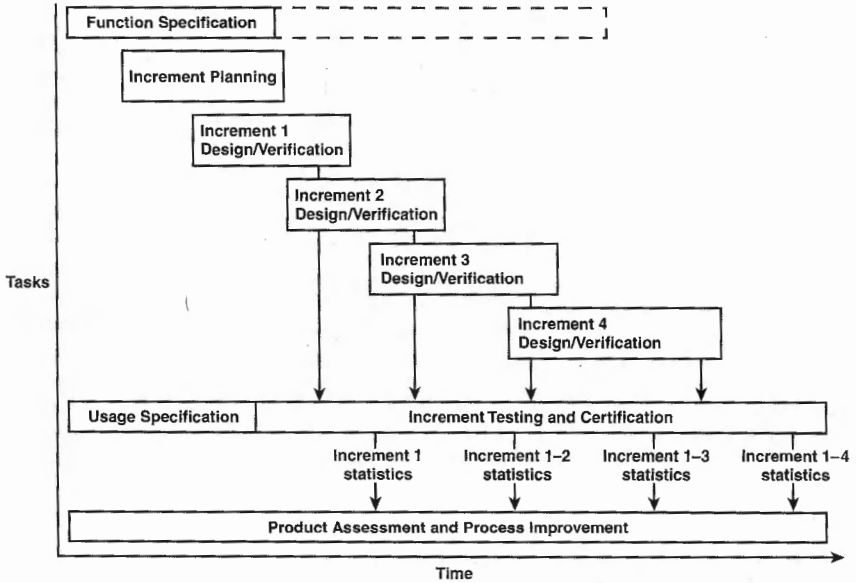 Function Specification
Increment Planning
Increment 1
Design/Verification
Increment 2
Design/Verification
Increment 3
Design/Verification
Tasks
Increment 4
Design/Verification
Usage Specification
Increment Testing and Certification
Increment 1
statistics
Increment 1–2
statistics
Increment 1–3
statistics
Increment 1–4
statistics
Product Assessment and Process Improvement
Time